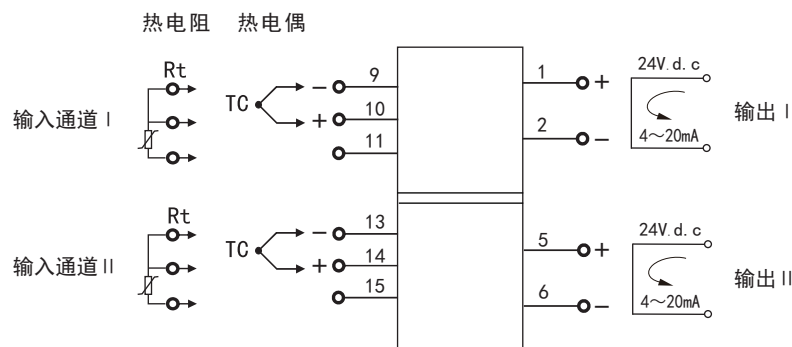 热电阻 热电偶
Rt
TC
− 9
+ 10
11
输入通道Ⅰ
1 +
2 −
24V.d.c
4～20mA
输出Ⅰ
Rt
TC
− 13
+ 14
15
输入通道Ⅱ
5 +
6 −
24V.d.c
4～20mA
输出Ⅱ